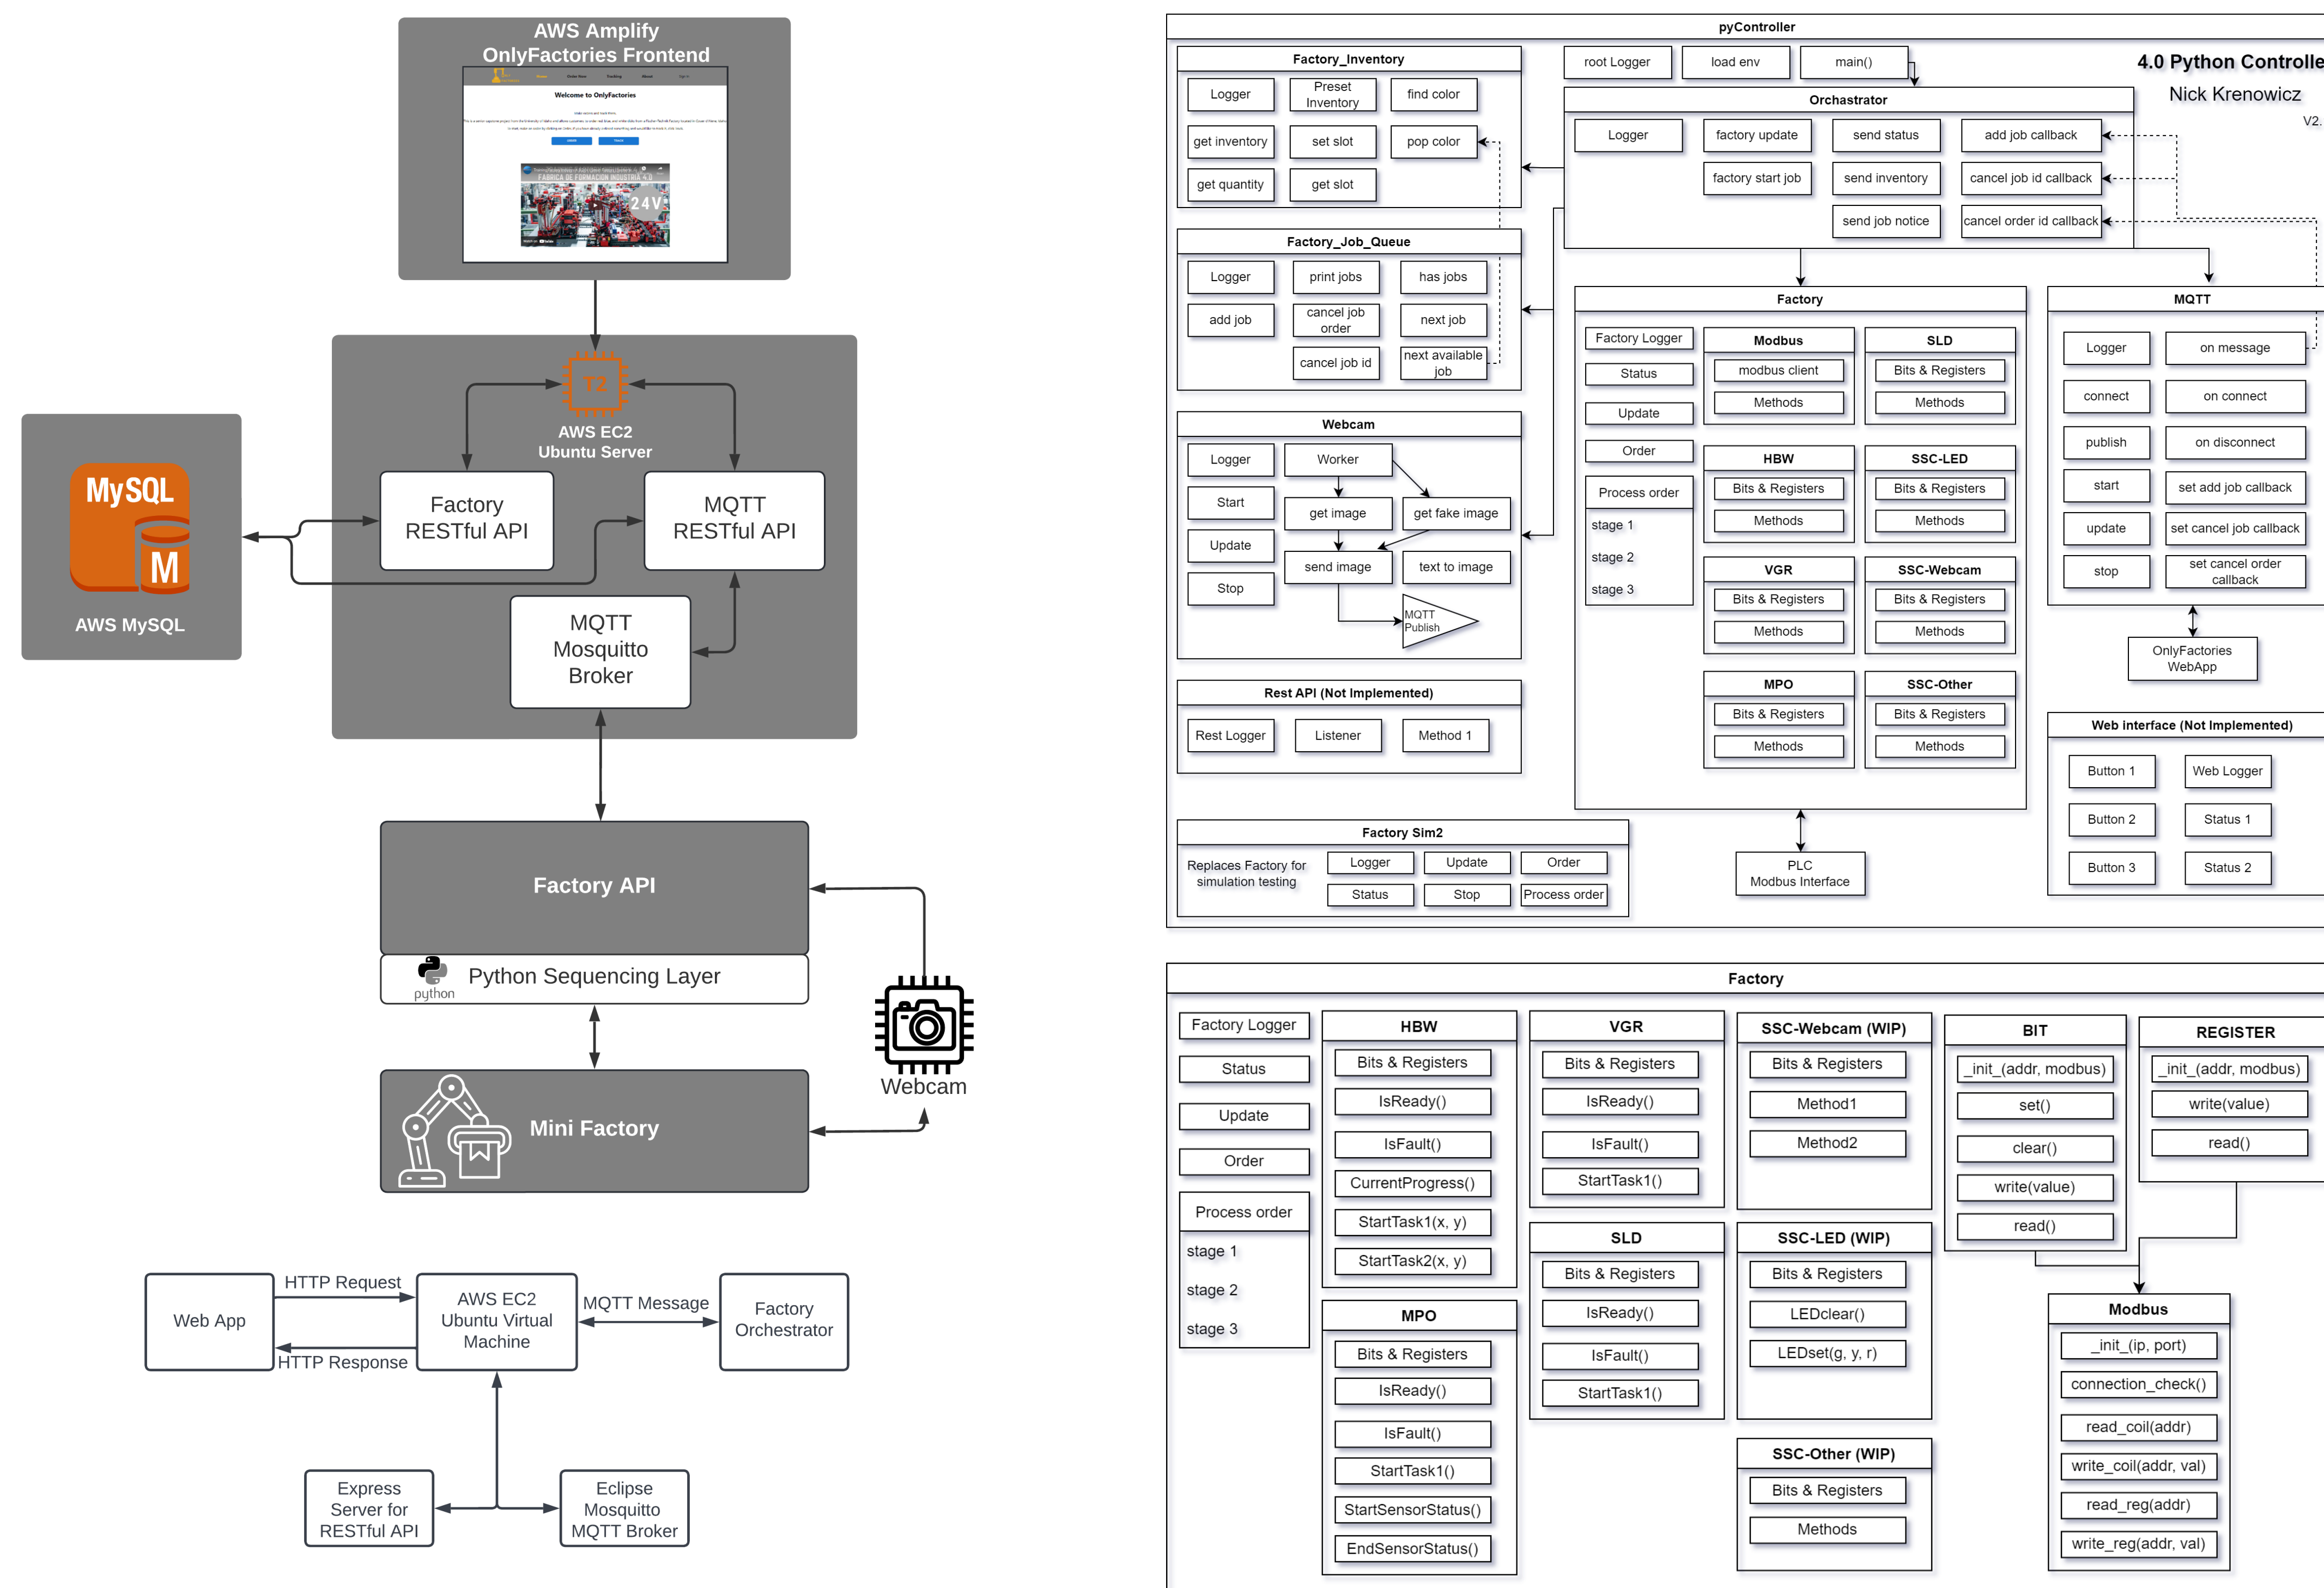 AWS Amplify
OnlyFactories Frontend
Home
Order Now
Tracking
About
Sign in
Welcome to OnlyFactories
ORDER
TRACK
FABRICA DE FORMACION INDUSTRIA 4.0
24V
T2
AWS EC2
Ubuntu Server
MySQL
M
AWS MySQL
Factory
RESTful API
MQTT
RESTful API
MQTT
Mosquitto
Broker
Factory API
python
Python Sequencing Layer
Webcam
Mini Factory
Web App
HTTP Request
HTTP Response
AWS EC2
Ubuntu Virtual
Machine
MQTT Message
Factory
Orchestrator
Express
Server for
RESTful API
Eclipse
Mosquitto
MQTT Broker
pyController
4.0 Python Controlle
Nick Krenowicz
V2.
Factory_Inventory
Logger
Preset
Inventory
find color
get inventory
set slot
pop color
get quantity
get slot
root Logger
load env
main()
Orchastrator
Logger
factory update
send status
add job callback
factory start job
send inventory
cancel job id callback
send job notice
cancel order id callback
Factory_Job_Queue
Logger
print jobs
has jobs
add job
cancel job
order
next job
cancel job id
next available
job
Webcam
Logger
Worker
Start
get image
get fake image
Update
send image
text to image
Stop
MQTT
Publish
Rest API (Not Implemented)
Rest Logger
Listener
Method 1
Factory Sim2
Replaces Factory for
simulation testing
Logger
Update
Order
Status
Stop
Process order
Factory
Factory Logger
Status
Update
Order
Process order
stage 1
stage 2
stage 3
Modbus
modbus client
Methods
SLD
Bits & Registers
Methods
HBW
Bits & Registers
Methods
SSC-LED
Bits & Registers
Methods
VGR
Bits & Registers
Methods
SSC-Webcam
Bits & Registers
Methods
MPO
Bits & Registers
Methods
SSC-Other
Bits & Registers
Methods
PLC
Modbus Interface
MQTT
Logger
on message
connect
on connect
publish
on disconnect
start
set add job callback
update
set cancel job callback
stop
set cancel order
callback
OnlyFactories
WebApp
Web interface (Not Implemented)
Button 1
Web Logger
Button 2
Status 1
Button 3
Status 2
Factory
Factory Logger
Status
Update
Order
Process order
stage 1
stage 2
stage 3
HBW
Bits & Registers
IsReady()
IsFault()
CurrentProgress()
StartTask1(x, y)
StartTask2(x, y)
MPO
Bits & Registers
IsReady()
IsFault()
StartTask1()
StartSensorStatus()
EndSensorStatus()
VGR
Bits & Registers
IsReady()
IsFault()
StartTask1()
SLD
Bits & Registers
IsReady()
IsFault()
StartTask1()
SSC-Webcam (WIP)
Bits & Registers
Method1
Method2
SSC-LED (WIP)
Bits & Registers
LEDclear()
LEDset(g, y, r)
SSC-Other (WIP)
Bits & Registers
Methods
BIT
_init_(addr, modbus)
set()
clear()
write(value)
read()
REGISTER
_init_(addr, modbus)
write(value)
read()
Modbus
_init_(ip, port)
connection_check()
read_coil(addr)
write_coil(addr, val)
read_reg(addr)
write_reg(addr, val)